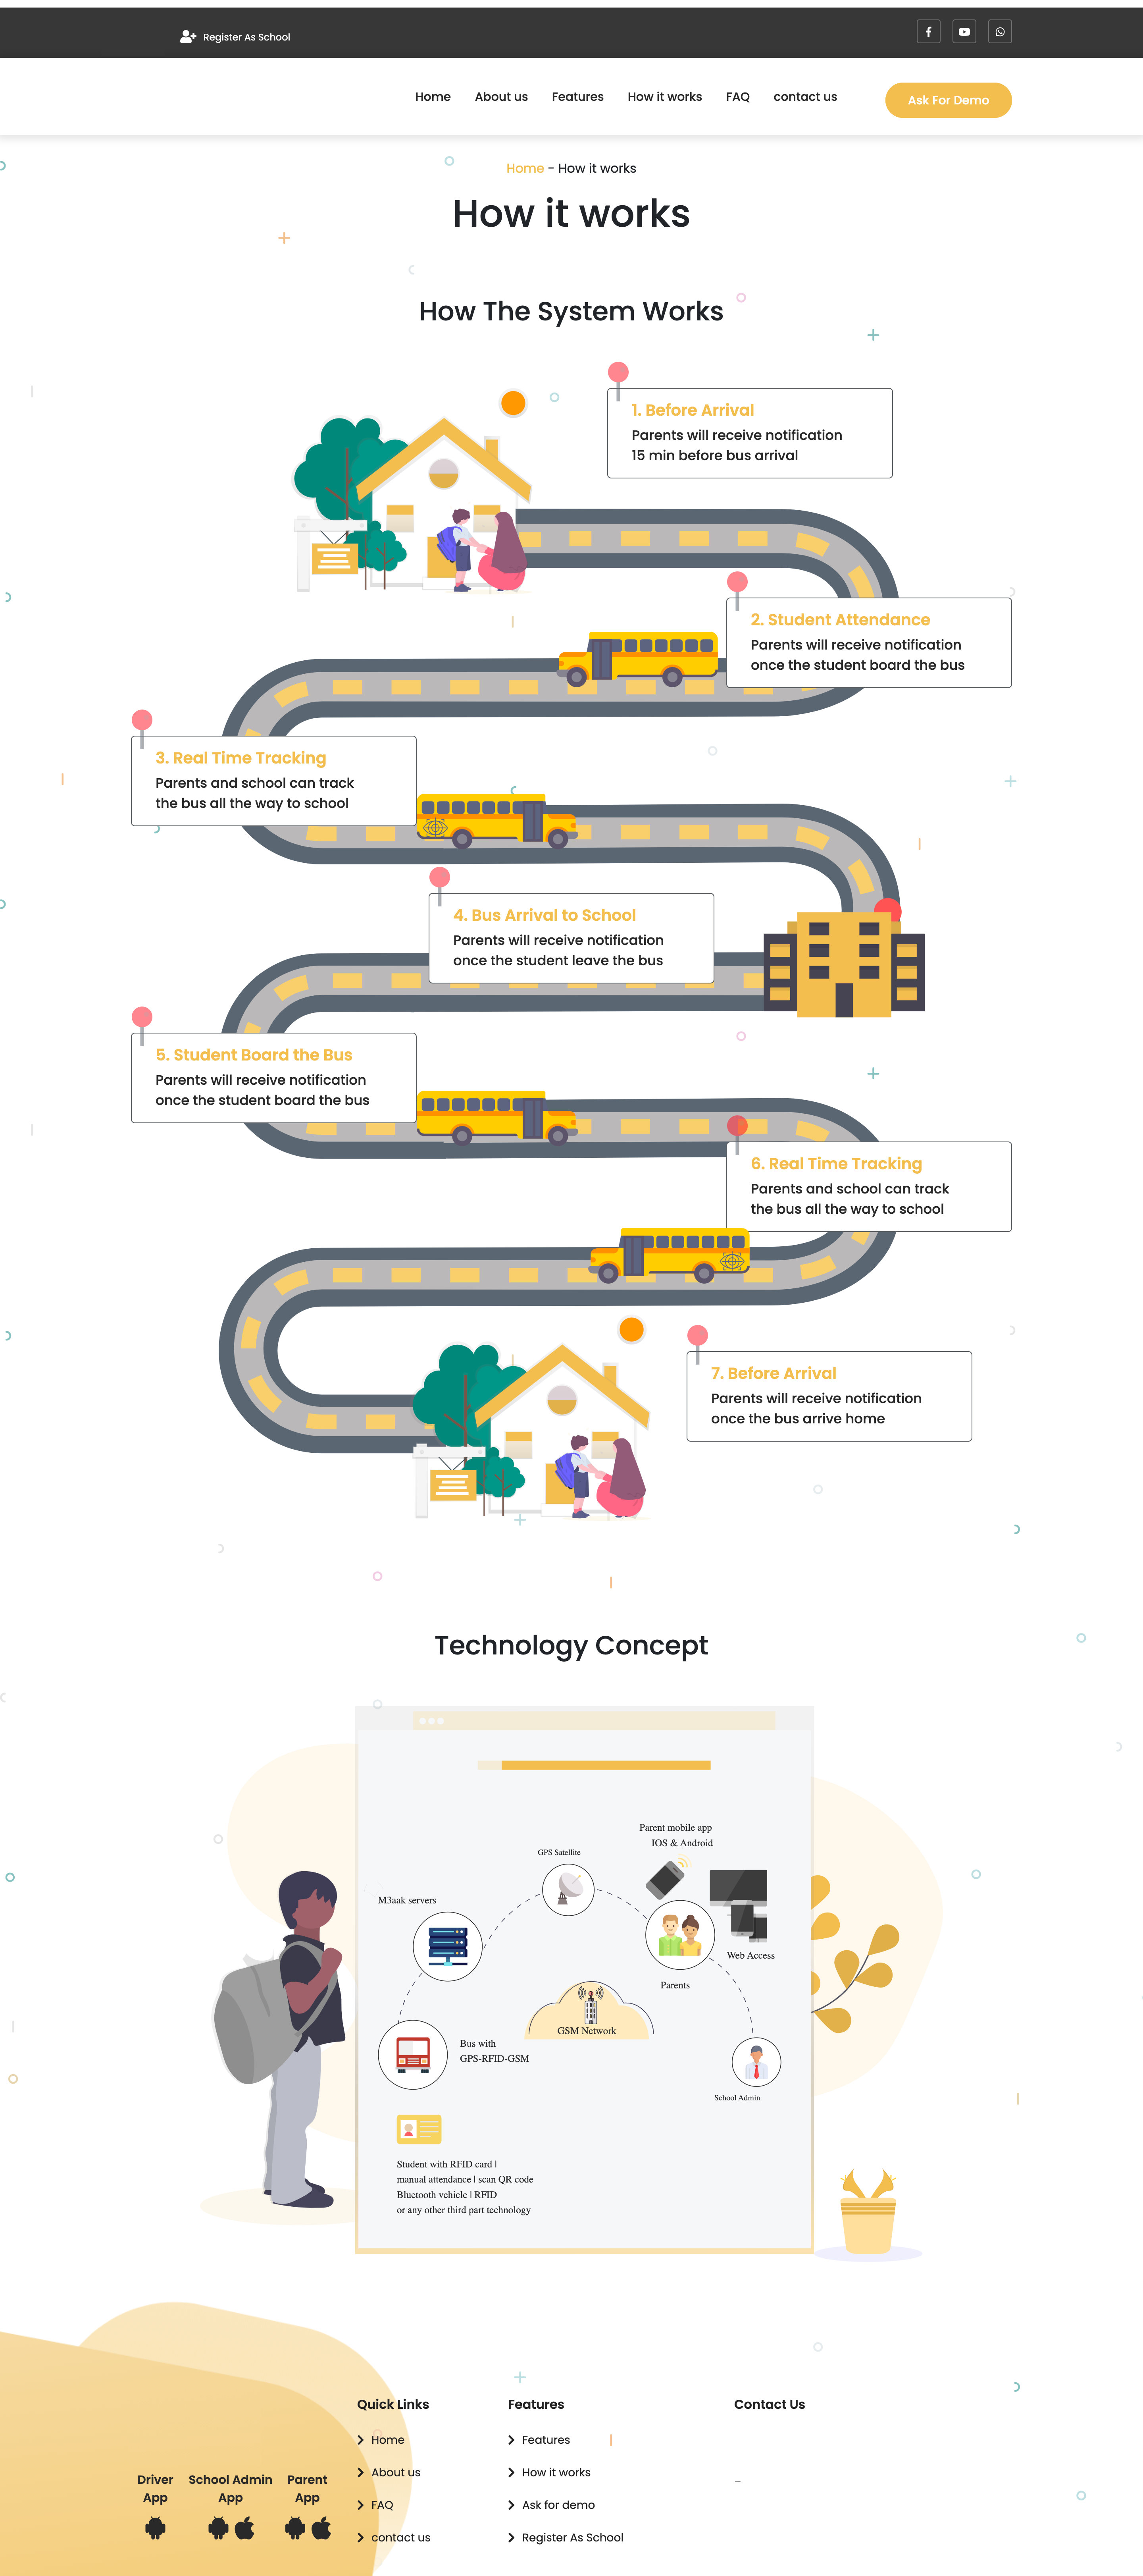 Register As School
Home About us Features How it works FAQ contact us Ask For Demo
Home - How it works
How it works
How The System Works
1. Before Arrival
Parents will receive notification
15 min before bus arrival
2. Student Attendance
Parents will receive notification
once the student board the bus
3. Real Time Tracking
Parents and school can track
the bus all the way to school
4. Bus Arrival to School
Parents will receive notification
once the student leave the bus
5. Student Board the Bus
Parents will receive notification
once the student board the bus
6. Real Time Tracking
Parents and school can track
the bus all the way to school
7. Before Arrival
Parents will receive notification
once the bus arrive home
Technology Concept
Parent mobile app
IOS & Android
GPS Satellite
M3aak servers
Web Access
Parents
GSM Network
Bus with
GPS-RFID-GSM
School Admin
Student with RFID card |
manual attendance | scan QR code
Bluetooth vehicle | RFID
or any other third part technology
Driver
App
School Admin
App
Parent
App
Quick Links
Home
About us
FAQ
contact us
Features
Features
How it works
Ask for demo
Register As School
Contact Us